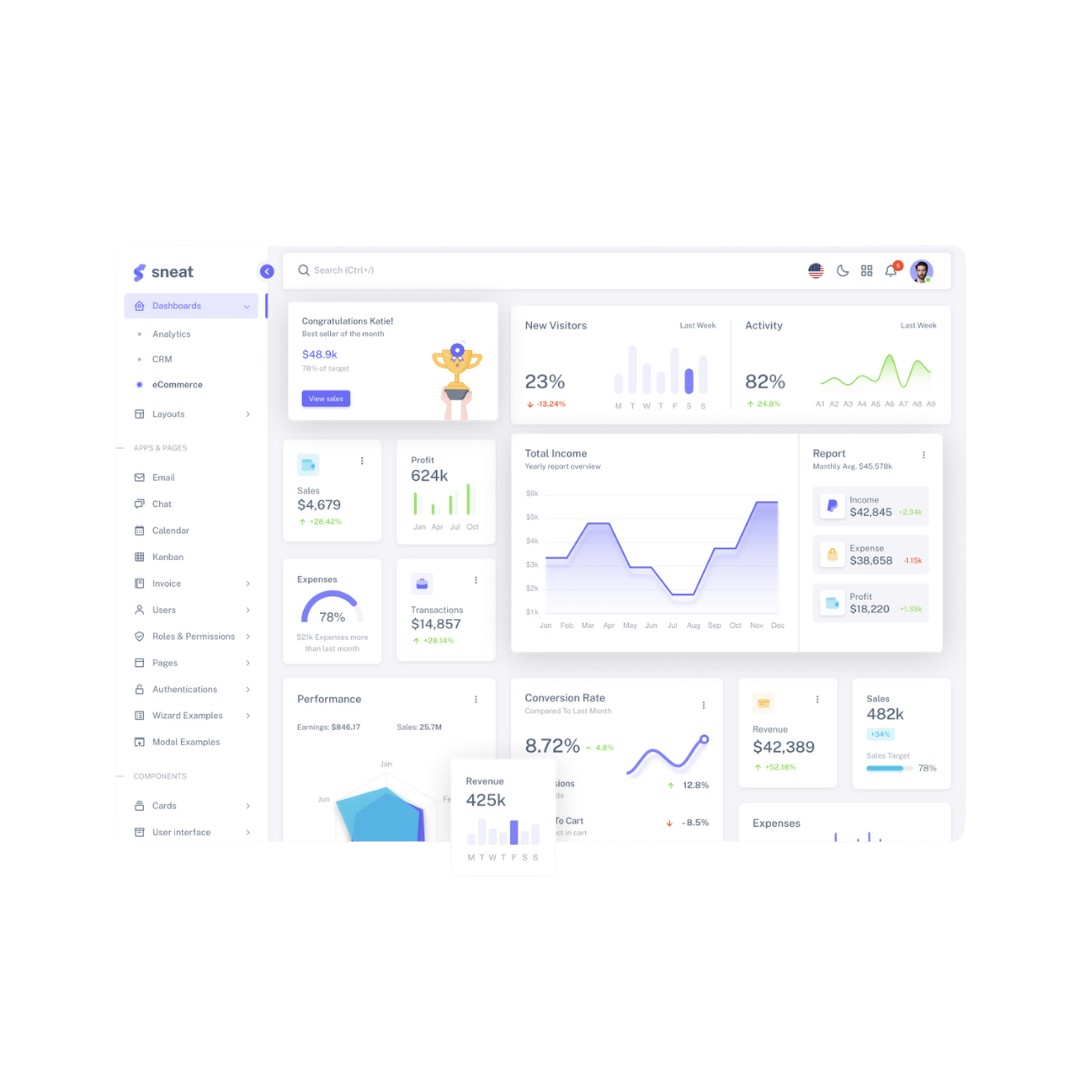 sneat
Dashboards
Analytics
CRM
eCommerce
Layouts
APPS & PAGES
Email
Chat
Calendar
Kanban
Invoice
Users
Roles & Permissions
Pages
Authentications
Wizard Examples
Modal Examples
COMPONENTS
Cards
User interface
Search (Ctrl+/)
5
Congratulations Katie!
Best seller of the month
$48.9k
78% of target
View sales
New Visitors
Last Week
23%
-13.24%
M T W T F S S
Activity
Last Week
82%
24.8%
A1 A2 A3 A4 A5 A6 A7 A8 A9
Sales
$4,679
+28.42%
Profit
624k
Jan Apr Jul Oct
Expenses
78%
$21k Expenses more
than last month
Transactions
$14,857
+28.14%
Total Income
Yearly report overview
$6k
$5k
$4k
$3k
$2k
$1k
Jan Feb Mar Apr May Jun Jul Aug Sep Oct Nov Dec
Report
Monthly Avg. $45.578k
Income
$42,845 +2.34k
Expense
$38,658 -1.15k
Profit
$18,220 +1.35k
Performance
Earnings: $846.17
Sales: 25.7M
Jan
Jun
Fe
Revenue
425k
M T W T F S S
Conversion Rate
Compared To Last Month
8.72% 4.8%
sions
its
12.8%
To Cart
ct in cart
- 8.5%
Revenue
$42,389
+52.18%
Sales
482k
+34%
Sales Target
78%
Expenses